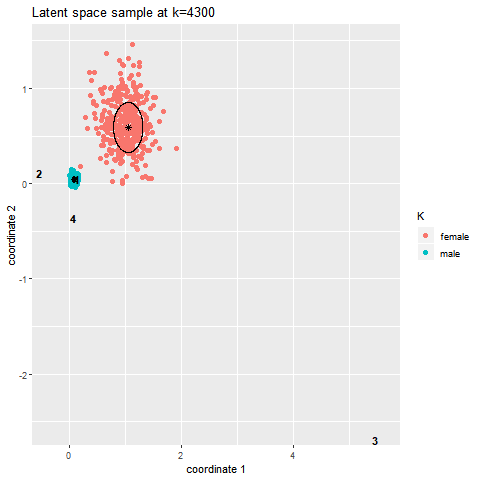 Latent space sample at k=4300
coordinate 2
1
0
-1
-2
2
4
3
0
2
4
coordinate 1
K
female
male